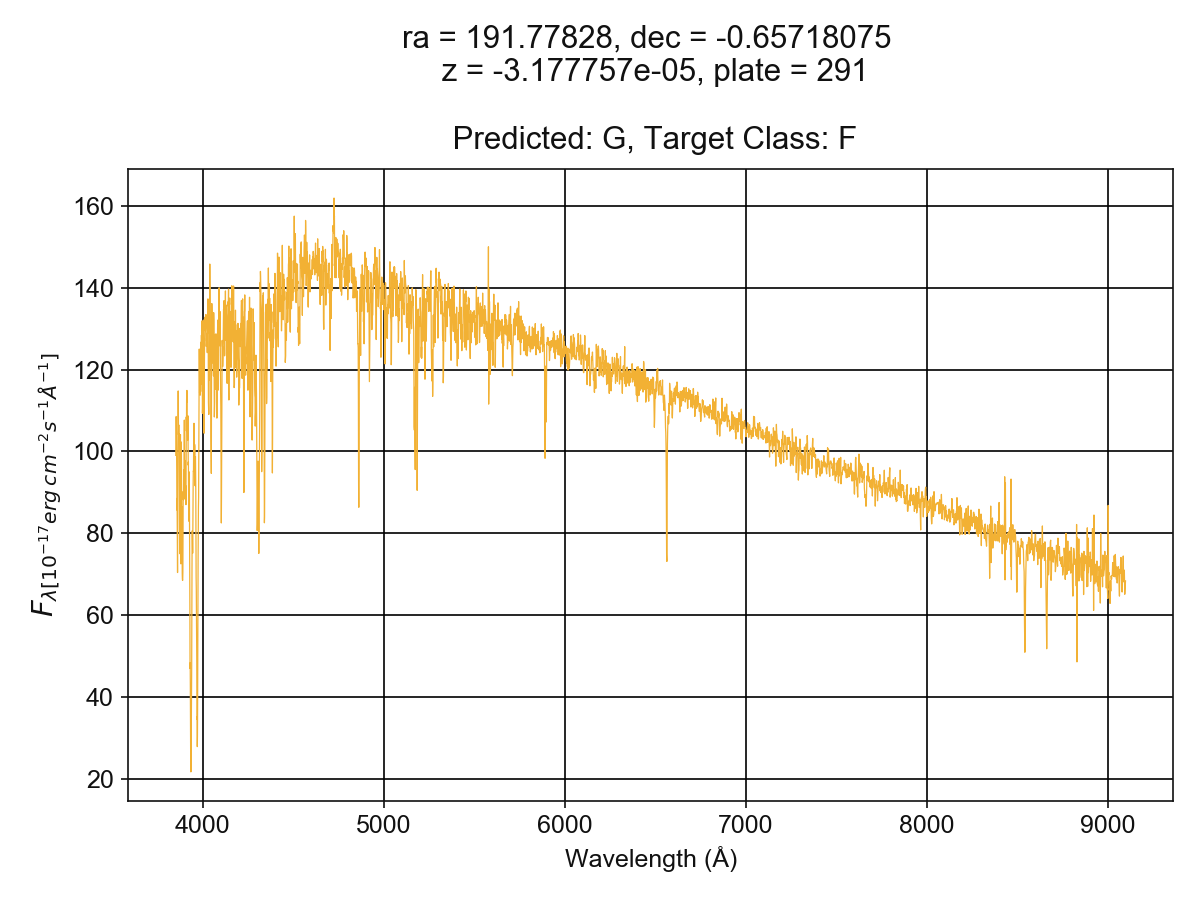 ra = 191.77828, dec = -0.65718075
z = -3.177757e-05, plate = 291
Predicted: G, Target Class: F
160
140
120
100
80
60
40
20
F_{λ[10^{-17} erg cm^{-2} s^{-1} Å^{-1}]}
4000 5000 6000 7000 8000 9000
Wavelength (Å)